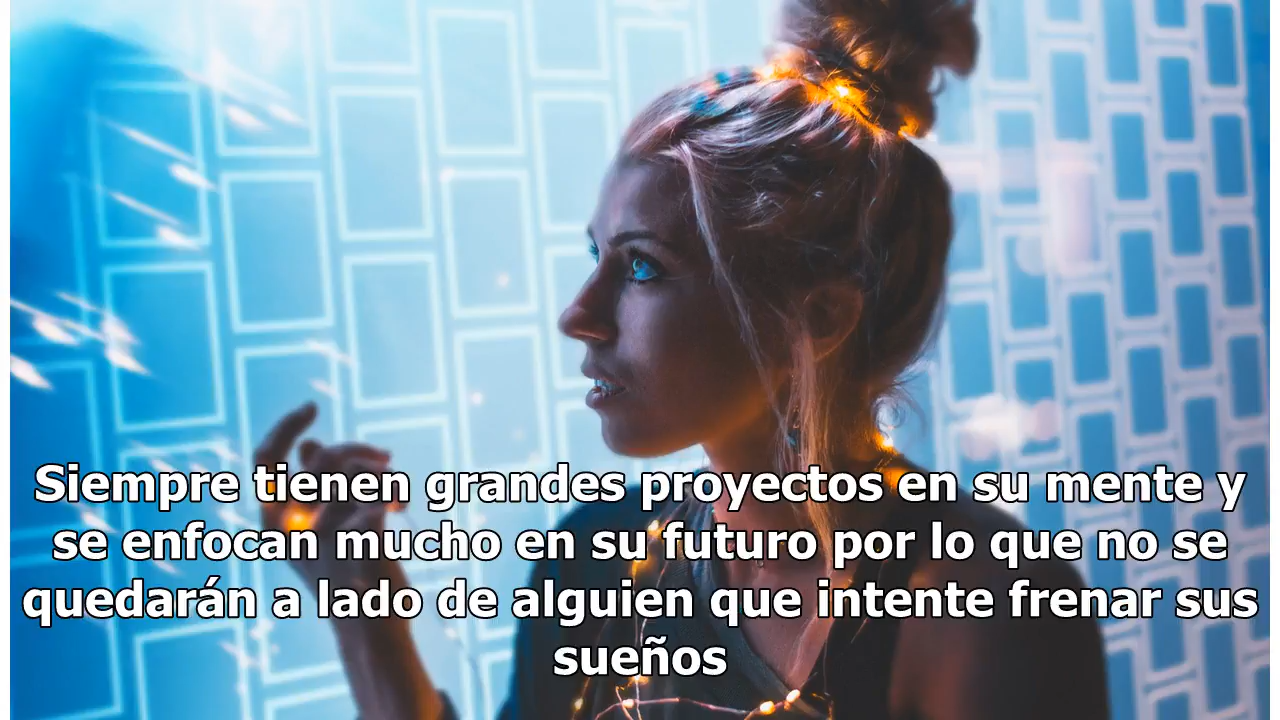 Siempre tienen grandes proyectos en su mente y
se enfocan mucho en su futuro por lo que no se
quedarán a lado de alguien que intente frenar sus
sueños